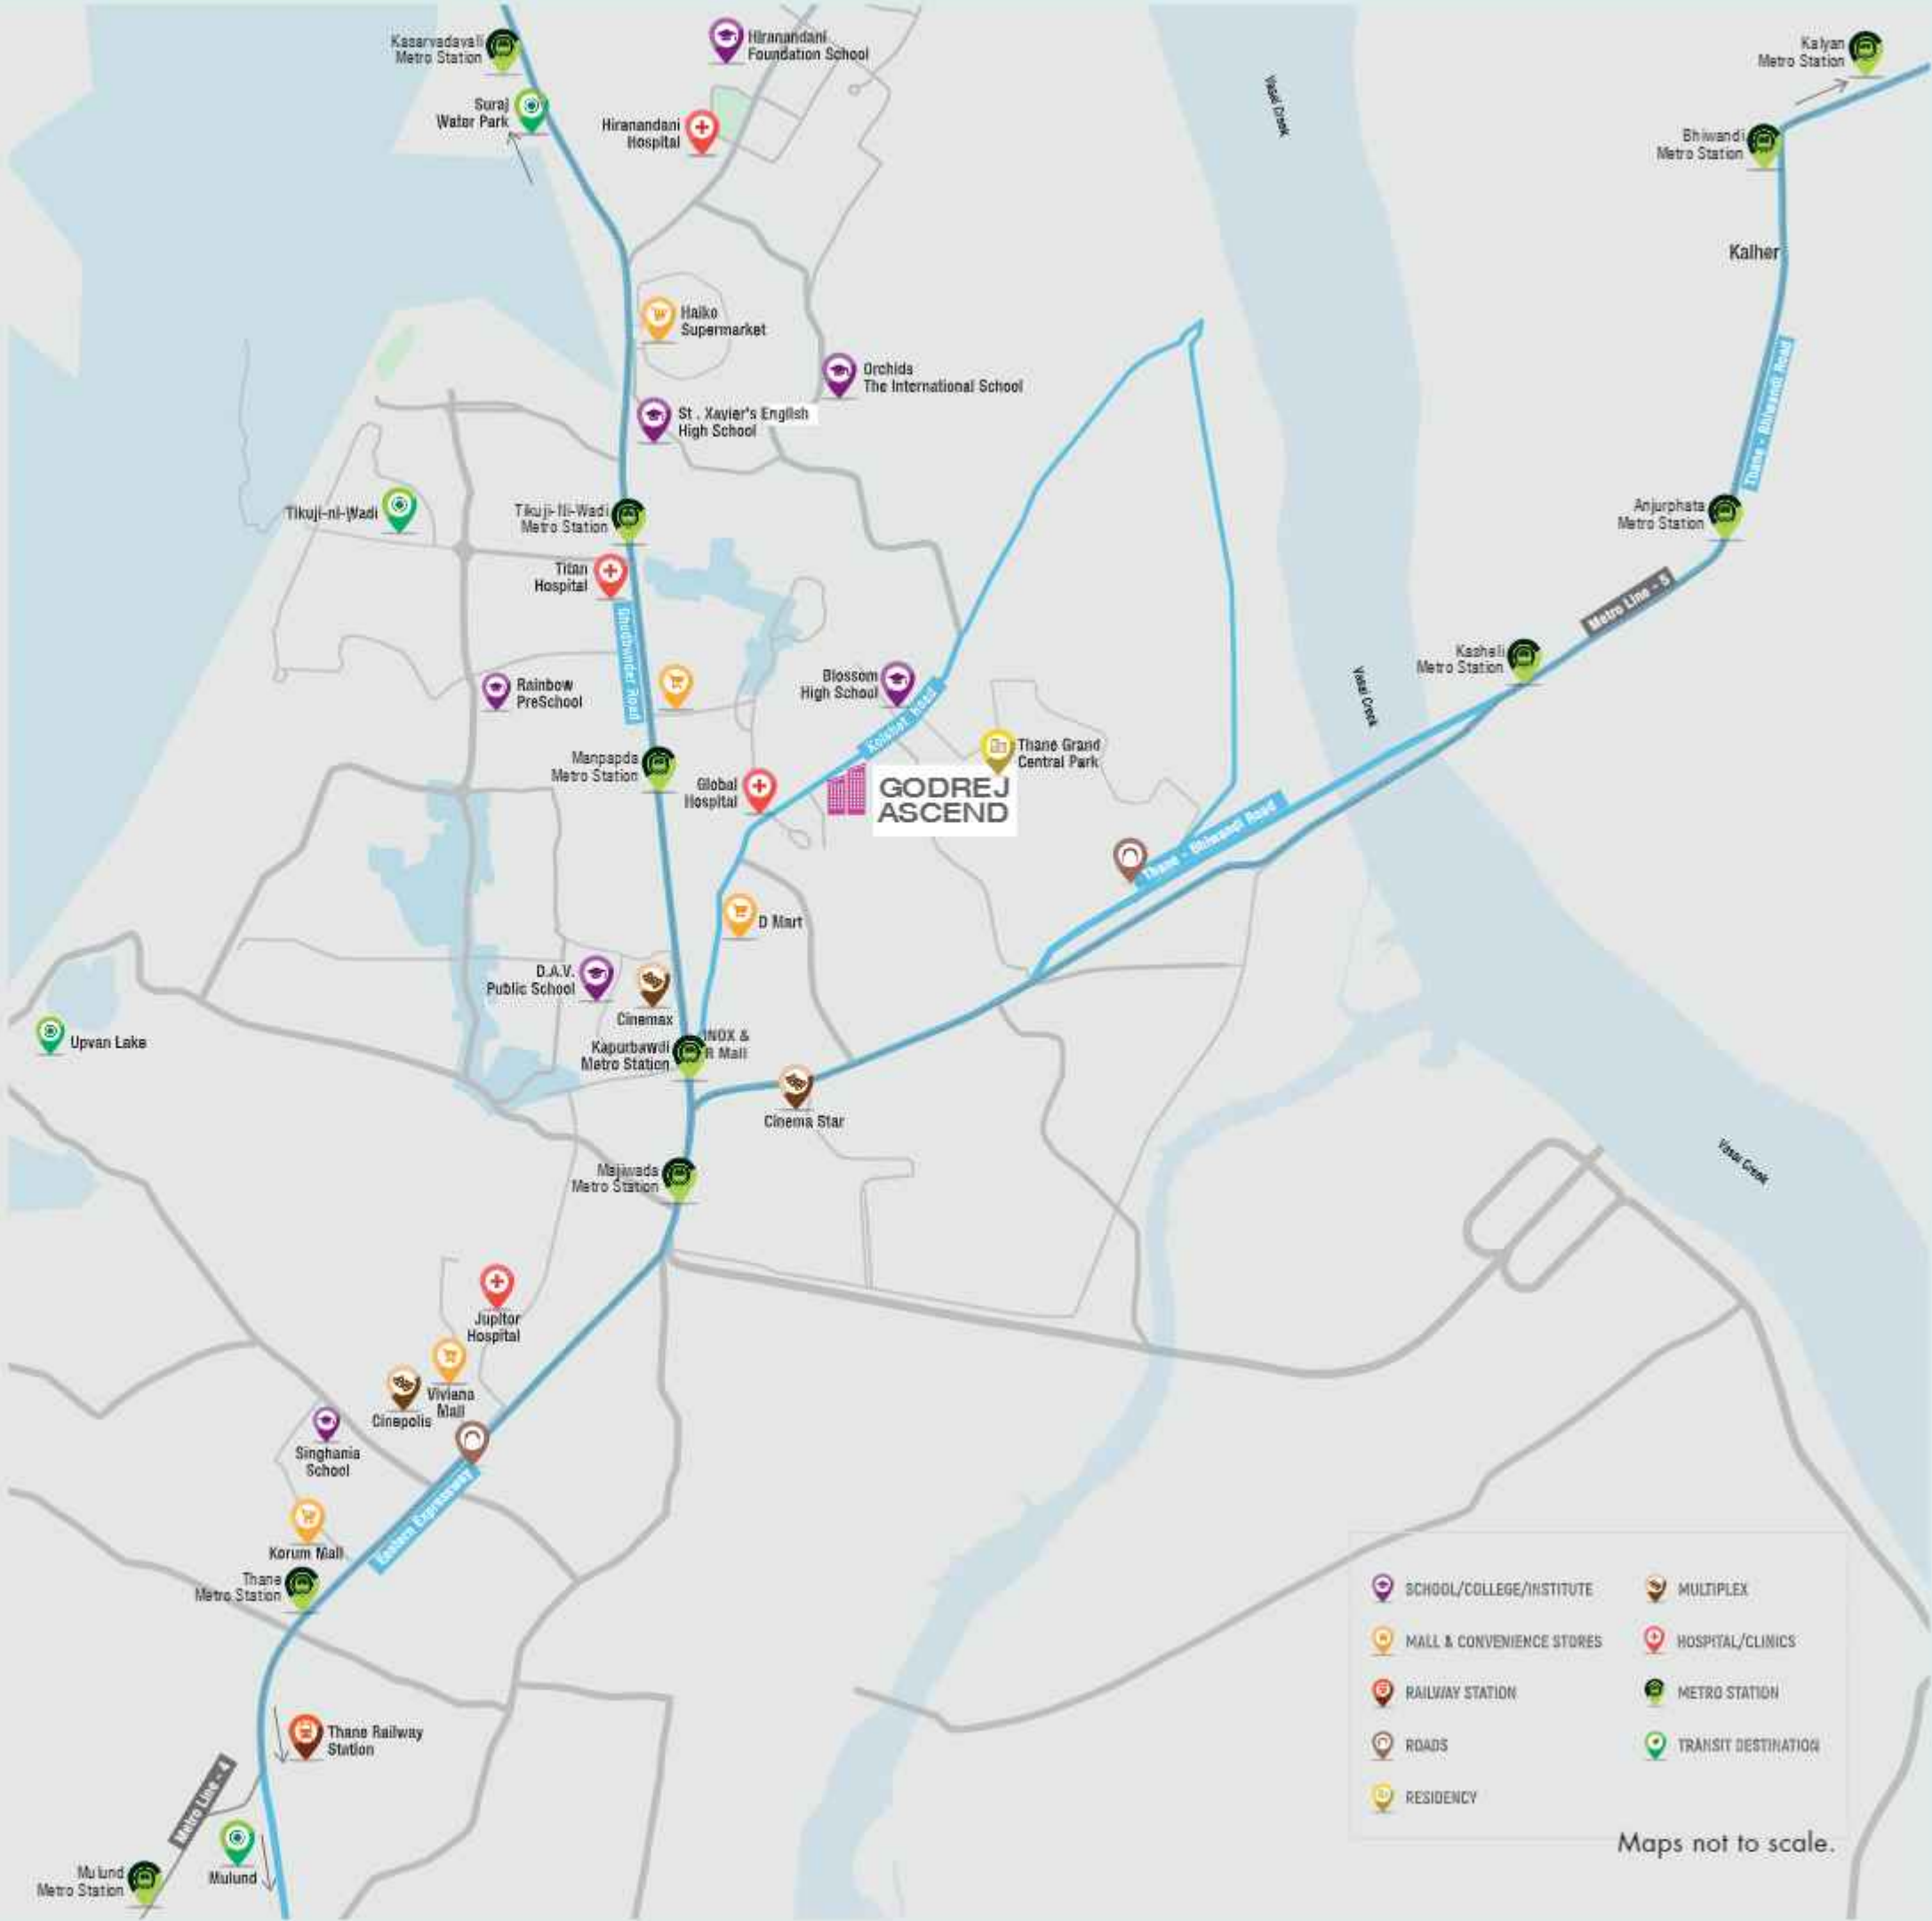 Kasarvadavali
Metro Station
Hiranandani
Foundation School
Kalyan
Metro Station
Suraj
Water Park
Hiranandani
Hospital
Vasai Creek
Bhiwandi
Metro Station
Kalher
Haiko
Supermarket
Orchids
The International School
St . Xavier's English
High School
Thane - Bhiwandi Road
Tikuji-ni-Wadi
Tikuji-Ni-Wadi
Metro Station
Anjurphata
Metro Station
Titan
Hospital
Metro Line - 5
Ghodbunder Road
Kasheli
Metro Station
Rainbow
PreSchool
Blossom
High School
Kolshet Road
Vasai Creek
Thane Grand
Central Park
Manpapda
Metro Station
Global
Hospital
GODREJ
ASCEND
Thane - Bhiwandi Road
D Mart
D.A.V.
Public School
Cinemax
Upvan Lake
INOX &
R Mall
Kapurbawdi
Metro Station
Cinema Star
Vasai Creek
Majiwada
Metro Station
Jupitor
Hospital
Viviana
Mall
Cinepolis
Singhania
School
Eastern Expressway
Korum Mall
Thane
Metro Station
Thane Railway
Station
Metro Line - 4
Mulund
Metro Station
Mulund
SCHOOL/COLLEGE/INSTITUTE
MULTIPLEX
MALL & CONVENIENCE STORES
HOSPITAL/CLINICS
RAILWAY STATION
METRO STATION
ROADS
TRANSIT DESTINATION
RESIDENCY
Maps not to scale.